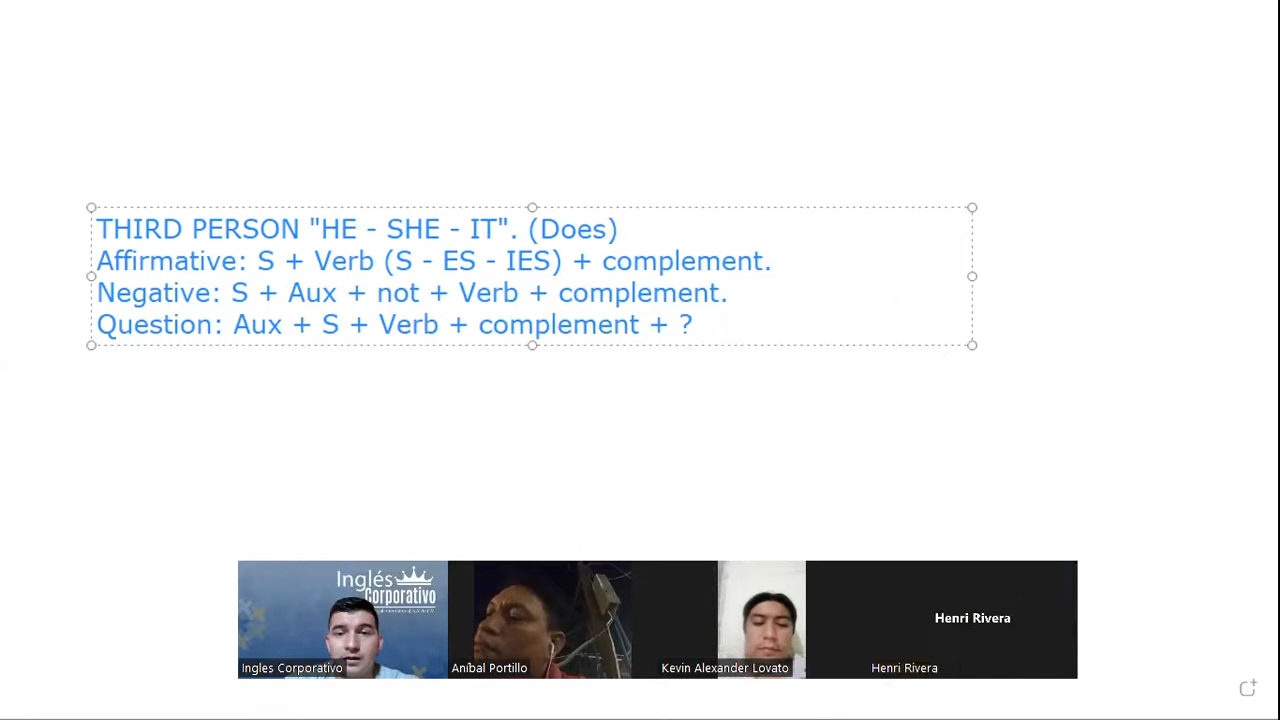 THIRD PERSON "HE - SHE - IT". (Does)
Affirmative: S + Verb (S - ES - IES) + complement.
Negative: S + Aux + not + Verb + complement.
Question: Aux + S + Verb + complement + ?
Inglés
Corporativo
Henri Rivera
Ingles Corporativo
Aníbal Portillo
Kevin Alexander Lovato
Henri Rivera